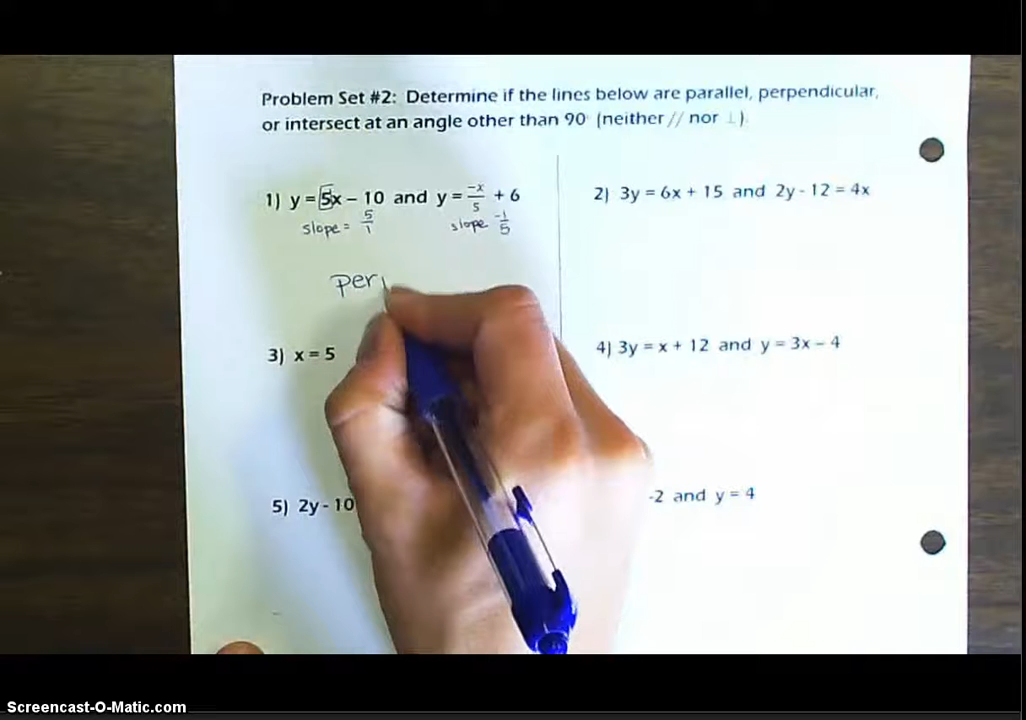 Problem Set #2: Determine if the lines below are parallel, perpendicular,
or intersect at an angle other than 90 (neither // nor ⊥)
1) y = 5x – 10 and y = -x/5 + 6
slope = 5/1 slope -1/5
2) 3y = 6x + 15 and 2y - 12 = 4x
per
3) x = 5
4) 3y = x + 12 and y = 3x – 4
5) 2y - 10
-2 and y = 4
Screencast-O-Matic.com